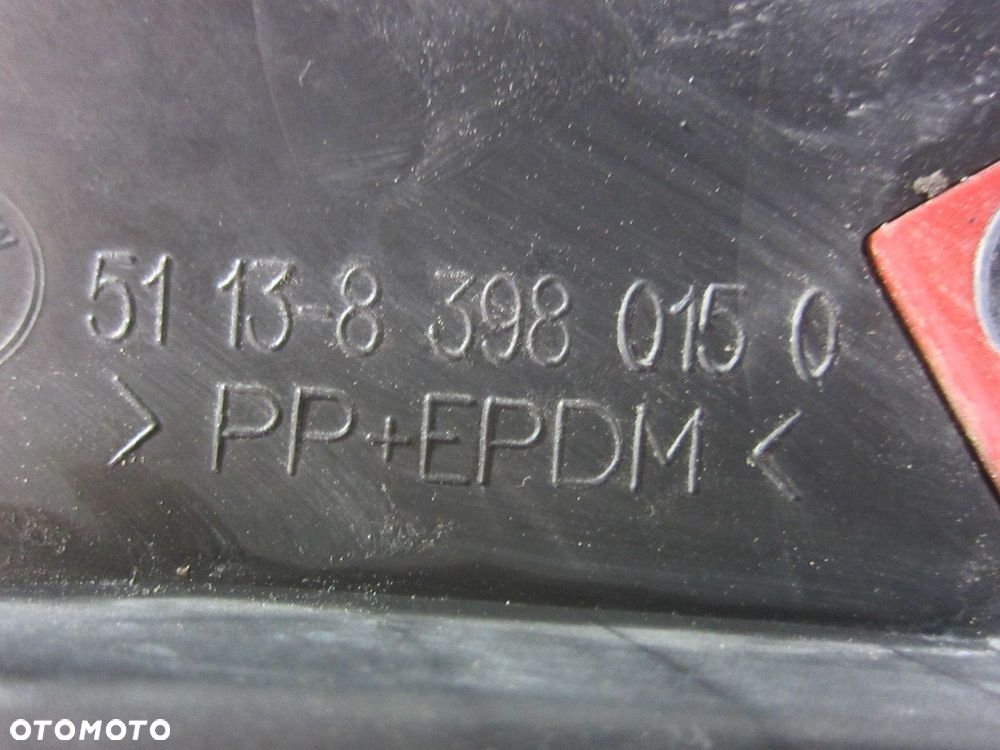 51 13-8 398 015 0
> PP+EPDM <
OTOMOTO